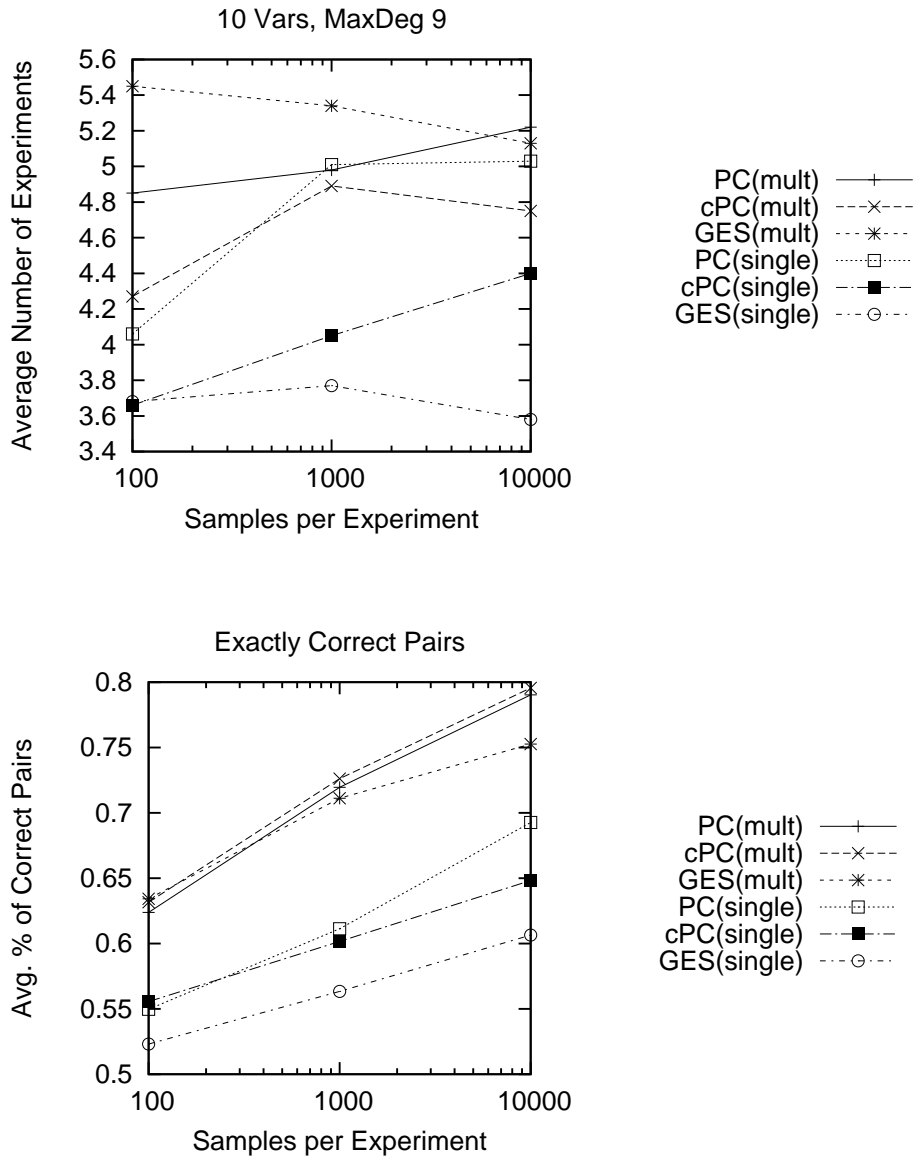 10 Vars, MaxDeg 9
Average Number of Experiments
5.6
5.4
5.2
5
4.8
4.6
4.4
4.2
4
3.8
3.6
3.4
100
1000
10000
Samples per Experiment
PC(mult)
cPC(mult)
GES(mult)
PC(single)
cPC(single)
GES(single)
Exactly Correct Pairs
Avg. % of Correct Pairs
0.8
0.75
0.7
0.65
0.6
0.55
0.5
100
1000
10000
Samples per Experiment
PC(mult)
cPC(mult)
GES(mult)
PC(single)
cPC(single)
GES(single)